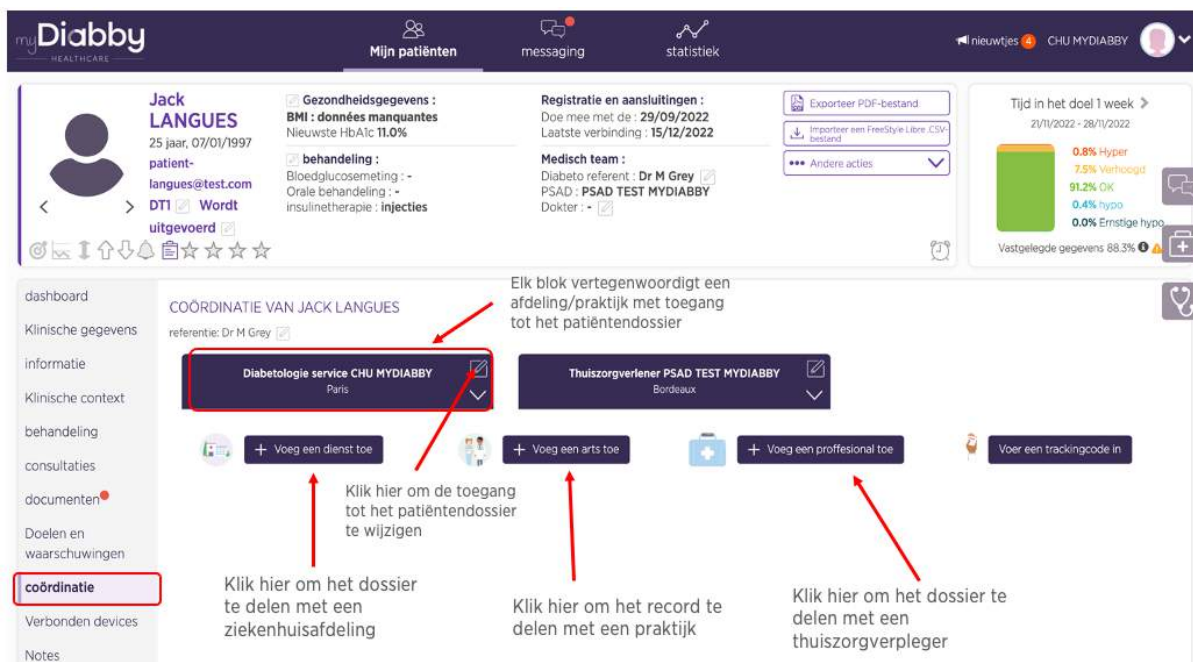 myDiabby
HEALTHCARE
Mijn patiënten
messaging
statistiek
nieuwtjes 4
CHU MYDIABBY
Jack
LANGUES
25 jaar, 07/01/1997
patient-
langues@test.com
DT1 Wordt
uitgevoerd
Gezondheidsgegevens :
BMI : données manquantes
Nieuwste HbA1c 11.0%
behandeling :
Bloedglucosemeting : -
Orale behandeling : -
insulinetherapie : injecties
Registratie en aansluitingen :
Doe mee met de : 29/09/2022
Laatste verbinding : 15/12/2022
Medisch team :
Diabeto referent : Dr M Grey
PSAD : PSAD TEST MYDIABBY
Dokter : -
Exporteer PDF-bestand
Importeer een FreeStyle Libre .CSV-
bestand
Andere acties
Tijd in het doel 1 week
21/11/2022 - 28/11/2022
0.8% Hyper
7.5% Verhoogd
91.2% OK
0.4% hypo
0.0% Ernstige hypo
Vastgelegde gegevens 88.3%
dashboard
Klinische gegevens
informatie
Klinische context
behandeling
consultaties
documenten
Doelen en
waarschuwingen
coördinatie
Verbonden devices
Notes
COÖRDINATIE VAN JACK LANGUES
referentie: Dr M Grey
Elk blok vertegenwoordigt een
afdeling/praktijk met toegang
tot het patiëntendossier
Diabetologie service CHU MYDIABBY
Paris
Thuiszorgverlener PSAD TEST MYDIABBY
Bordeaux
+ Voeg een dienst toe
+ Voeg een arts toe
+ Voeg een proffesional toe
Voer een trackingcode in
Klik hier om de toegang
tot het patiëntendossier
te wijzigen
Klik hier om het dossier
te delen met een
ziekenhuisafdeling
Klik hier om het record te
delen met een praktijk
Klik hier om het dossier te
delen met een
thuiszorgverpleger